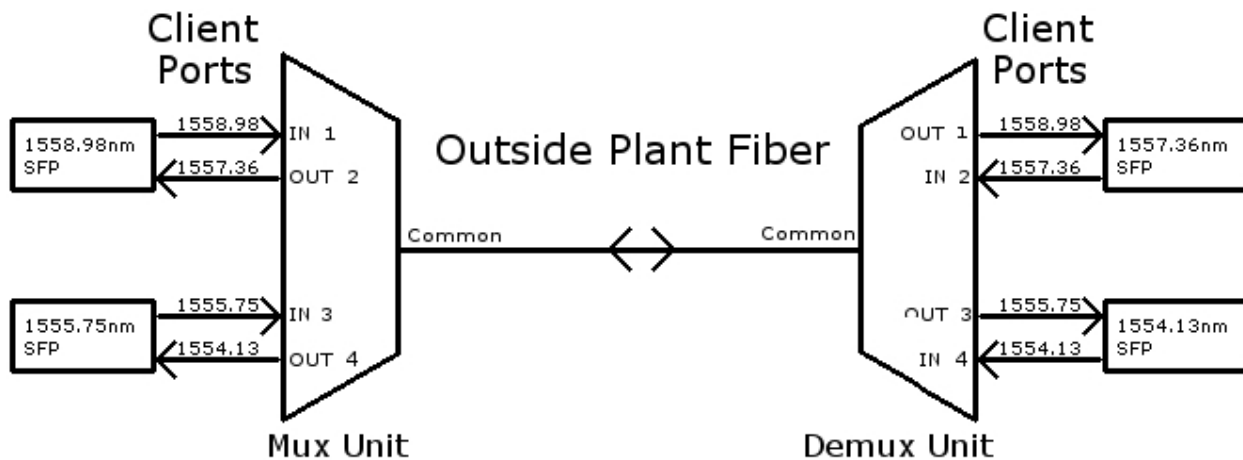 Client
Ports
Client
Ports
1558.98nm
SFP
1558.98
1557.36
IN 1
OUT 2
Outside Plant Fiber
OUT 1
IN 2
1558.98
1557.36
1557.36nm
SFP
Common
Common
1555.75nm
SFP
1555.75
1554.13
IN 3
OUT 4
OUT 3
IN 4
1555.75
1554.13
1554.13nm
SFP
Mux Unit
Demux Unit